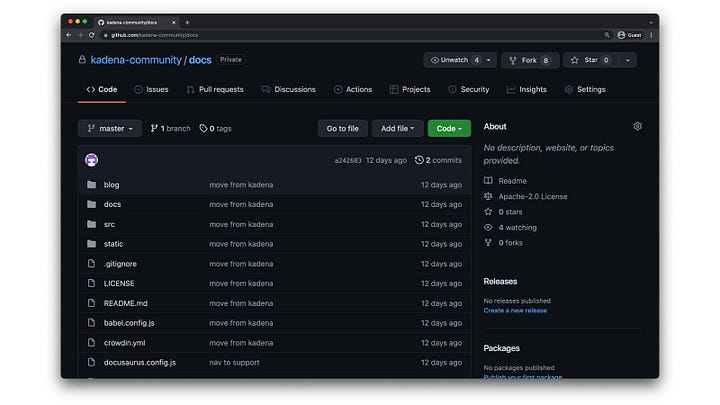 kadena-community/docs
github.com/kadena-community/docs
Guest
kadena-community / docs Private
Unwatch 4 Fork 8 Star 0
Code Issues Pull requests Discussions Actions Projects Security Insights Settings
master 1 branch 0 tags Go to file Add file Code
a242683 12 days ago 2 commits
blog move from kadena 12 days ago
docs move from kadena 12 days ago
src move from kadena 12 days ago
static move from kadena 12 days ago
.gitignore move from kadena 12 days ago
LICENSE move from kadena 12 days ago
README.md move from kadena 12 days ago
babel.config.js move from kadena 12 days ago
crowdin.yml move from kadena 12 days ago
docusaurus.config.js nav to support 12 days ago
About
No description, website, or topics
provided.
Readme
Apache-2.0 License
0 stars
4 watching
0 forks
Releases
No releases published
Create a new release
Packages
No packages published
Publish your first package